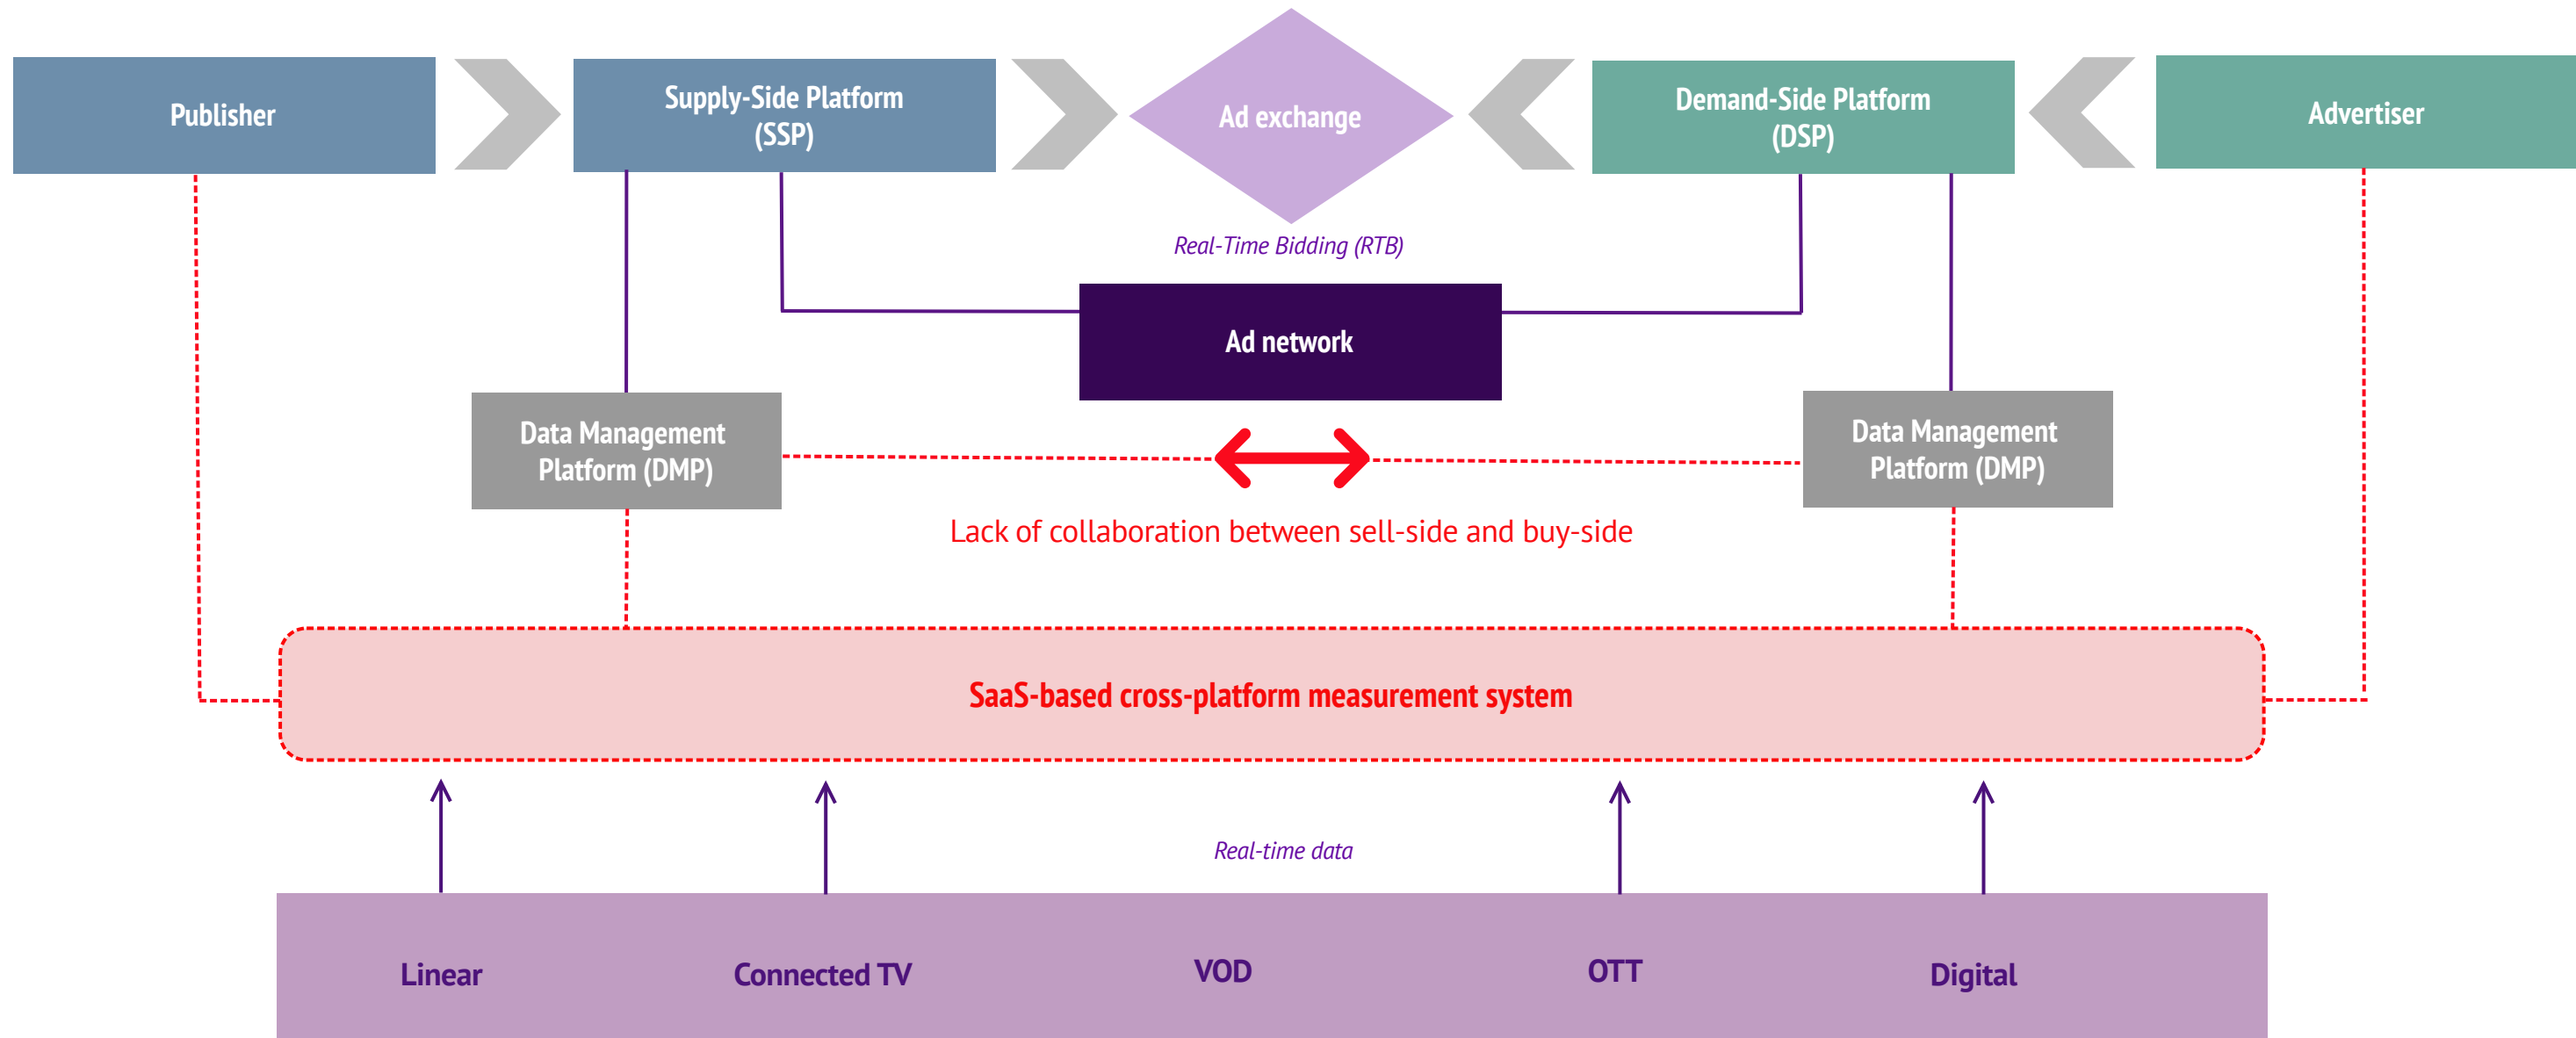 Publisher
Supply-Side Platform
(SSP)
Ad exchange
Demand-Side Platform
(DSP)
Advertiser
Real-Time Bidding (RTB)
Ad network
Data Management
Platform (DMP)
Data Management
Platform (DMP)
Lack of collaboration between sell-side and buy-side
SaaS-based cross-platform measurement system
Real-time data
Linear
Connected TV
VOD
OTT
Digital